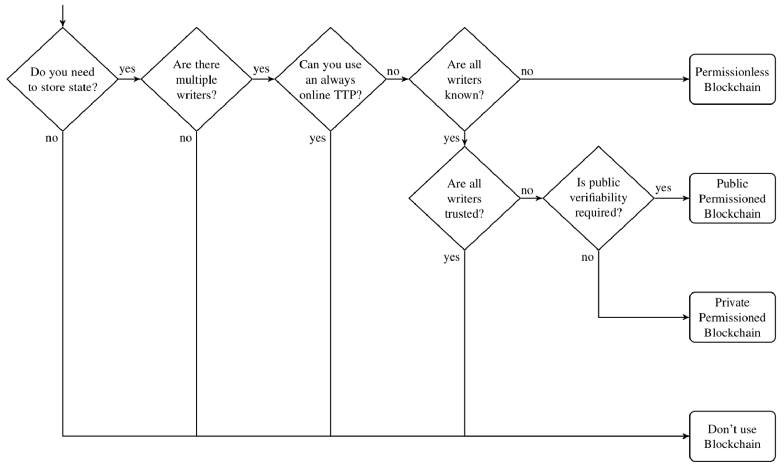 Do you need
to store state?
yes
no
Are there
multiple
writers?
yes
no
Can you use
an always
online TTP?
no
yes
Are all
writers
known?
no
yes
Permissionless
Blockchain
Are all
writers
trusted?
no
yes
Is public
verifiability
required?
yes
no
Public
Permissioned
Blockchain
Private
Permissioned
Blockchain
Don't use
Blockchain